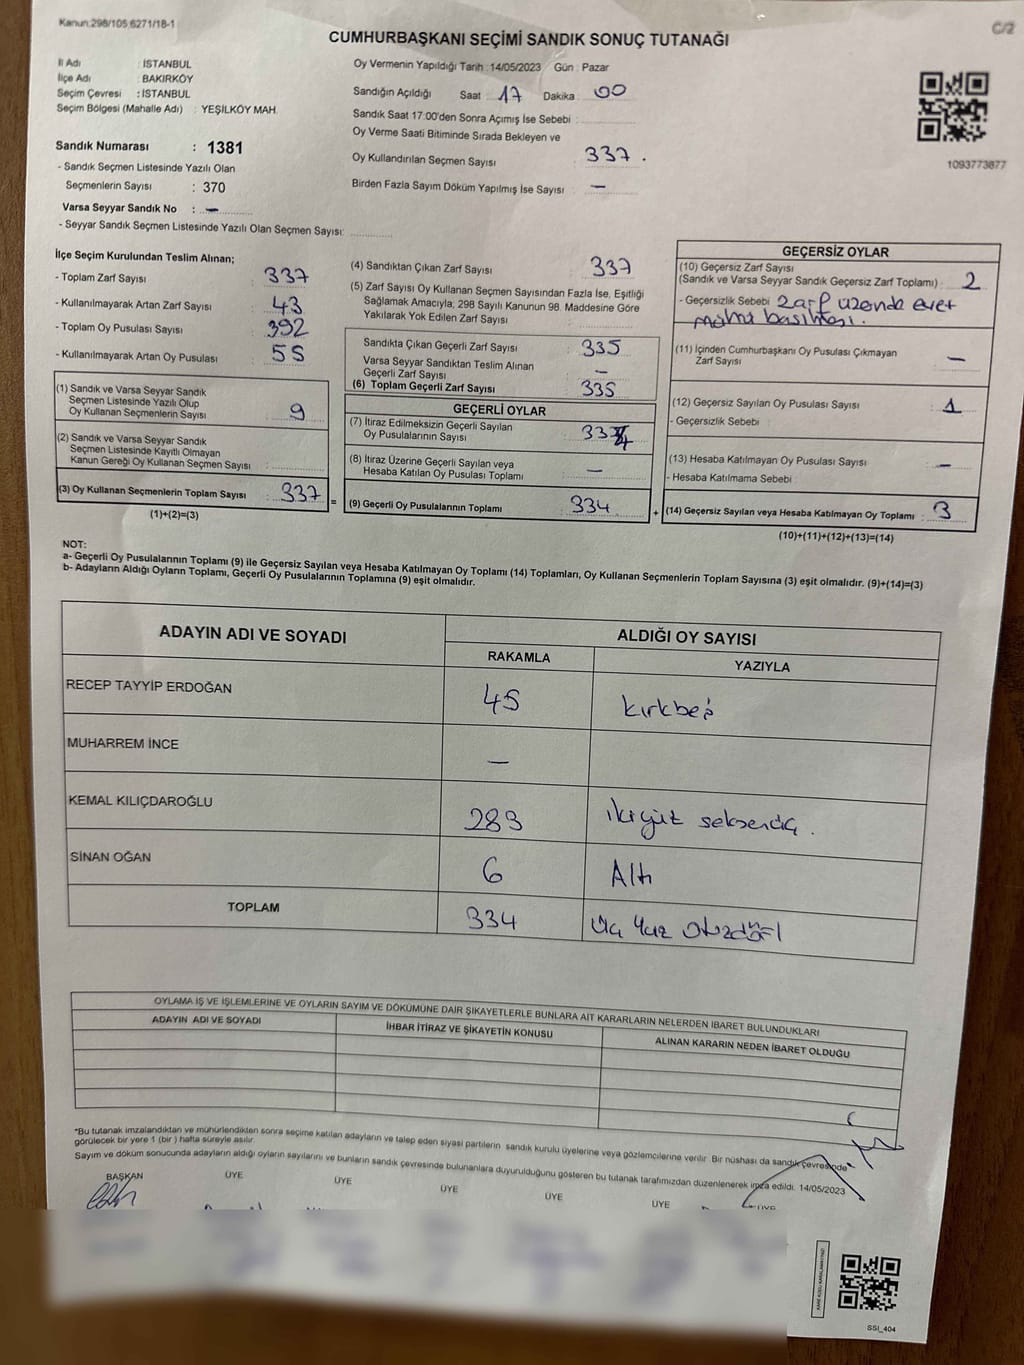 Kanun:298/105;6271/18-1
C/2
CUMHURBAŞKANI SEÇİMİ SANDIK SONUÇ TUTANAĞI
İl Adı : İSTANBUL
İlçe Adı : BAKIRKÖY
Seçim Çevresi : İSTANBUL
Seçim Bölgesi (Mahalle Adı) : YEŞİLKÖY MAH.
Sandık Numarası : 1381
- Sandık Seçmen Listesinde Yazılı Olan
Seçmenlerin Sayısı : 370
Varsa Seyyar Sandık No : –
- Seyyar Sandık Seçmen Listesinde Yazılı Olan Seçmen Sayısı:
Oy Vermenin Yapıldığı Tarih :14/05/2023 Gün : Pazar
Sandığın Açıldığı Saat 17 Dakika 00
Sandık Saat 17:00'den Sonra Açımış İse Sebebi :
Oy Verme Saati Bitiminde Sırada Bekleyen ve
Oy Kullandırılan Seçmen Sayısı : 337.
Birden Fazla Sayım Döküm Yapılmış İse Sayısı : –
1093773877
İlçe Seçim Kurulundan Teslim Alınan;
- Toplam Zarf Sayısı : 337
- Kullanılmayarak Artan Zarf Sayısı : 43
- Toplam Oy Pusulası Sayısı : 392
- Kullanılmayarak Artan Oy Pusulası : 55
(1) Sandık ve Varsa Seyyar Sandık
Seçmen Listesinde Yazılı Olup
Oy Kullanan Seçmenlerin Sayısı : 9
(2) Sandık ve Varsa Seyyar Sandık
Seçmen Listesinde Kayıtlı Olmayan
Kanun Gereği Oy Kullanan Seçmen Sayısı :
(3) Oy Kullanan Seçmenlerin Toplam Sayısı : 337
(1)+(2)=(3)
=
(4) Sandıktan Çıkan Zarf Sayısı : 337
(5) Zarf Sayısı Oy Kullanan Seçmen Sayısından Fazla İse, Eşitliği
Sağlamak Amacıyla; 298 Sayılı Kanunun 98. Maddesine Göre
Yakılarak Yok Edilen Zarf Sayısı :
Sandıkta Çıkan Geçerli Zarf Sayısı : 335
Varsa Seyyar Sandıktan Teslim Alınan
Geçerli Zarf Sayısı : –
(6) Toplam Geçerli Zarf Sayısı : 335
GEÇERLİ OYLAR
(7) İtiraz Edilmeksizin Geçerli Sayılan
Oy Pusulalarının Sayısı : 334
(8) İtiraz Üzerine Geçerli Sayılan veya
Hesaba Katılan Oy Pusulası Toplamı : –
(9) Geçerli Oy Pusulalarının Toplamı : 334
+
GEÇERSİZ OYLAR
(10) Geçersiz Zarf Sayısı
(Sandık ve Varsa Seyyar Sandık Geçersiz Zarf Toplamı) : 2
- Geçersizlik Sebebi : Zarf üzerinde evet
mührü basılması.
(11) İçinden Cumhurbaşkanı Oy Pusulası Çıkmayan
Zarf Sayısı : –
(12) Geçersiz Sayılan Oy Pusulası Sayısı : 1
- Geçersizlik Sebebi :
(13) Hesaba Katılmayan Oy Pusulası Sayısı : –
- Hesaba Katılmama Sebebi :
(14) Geçersiz Sayılan veya Hesaba Katılmayan Oy Toplamı : 3
(10)+(11)+(12)+(13)=(14)
NOT:
a- Geçerli Oy Pusulalarının Toplamı (9) ile Geçersiz Sayılan veya Hesaba Katılmayan Oy Toplamı (14) Toplamları, Oy Kullanan Seçmenlerin Toplam Sayısına (3) eşit olmalıdır. (9)+(14)=(3)
b- Adayların Aldığı Oyların Toplamı, Geçerli Oy Pusulalarının Toplamına (9) eşit olmalıdır.
ADAYIN ADI VE SOYADI ALDIĞI OY SAYISI
RAKAMLA YAZIYLA
RECEP TAYYİP ERDOĞAN 45 kırkbeş
MUHARREM İNCE –
KEMAL KILIÇDAROĞLU 283 ikiyüz seksenüç.
SİNAN OĞAN 6 Altı
TOPLAM 334 Üç Yüz Otuzdört
OYLAMA İŞ VE İŞLEMLERİNE VE OYLARIN SAYIM VE DÖKÜMÜNE DAİR ŞİKAYETLERLE BUNLARA AİT KARARLARIN NELERDEN İBARET BULUNDUKLARI
ADAYIN ADI VE SOYADI İHBAR İTİRAZ VE ŞİKAYETİN KONUSU ALINAN KARARIN NEDEN İBARET OLDUĞU
*Bu tutanak imzalandıktan ve mühürlendikten sonra seçime katılan adayların ve talep eden siyasi partilerin sandık kurulu üyelerine veya gözlemcilerine verilir. Bir nüshası da sandık çevresinde
görülecek bir yere 1 (bir ) hafta süreyle asılır.
Sayım ve döküm sonucunda adayların aldığı oyların sayılarını ve bunların sandık çevresinde bulunanlara duyurulduğunu gösteren bu tutanak tarafımızdan düzenlenerek imza edildi. 14/05/2023
BAŞKAN ÜYE ÜYE ÜYE ÜYE ÜYE ÜYE
SSİ_404